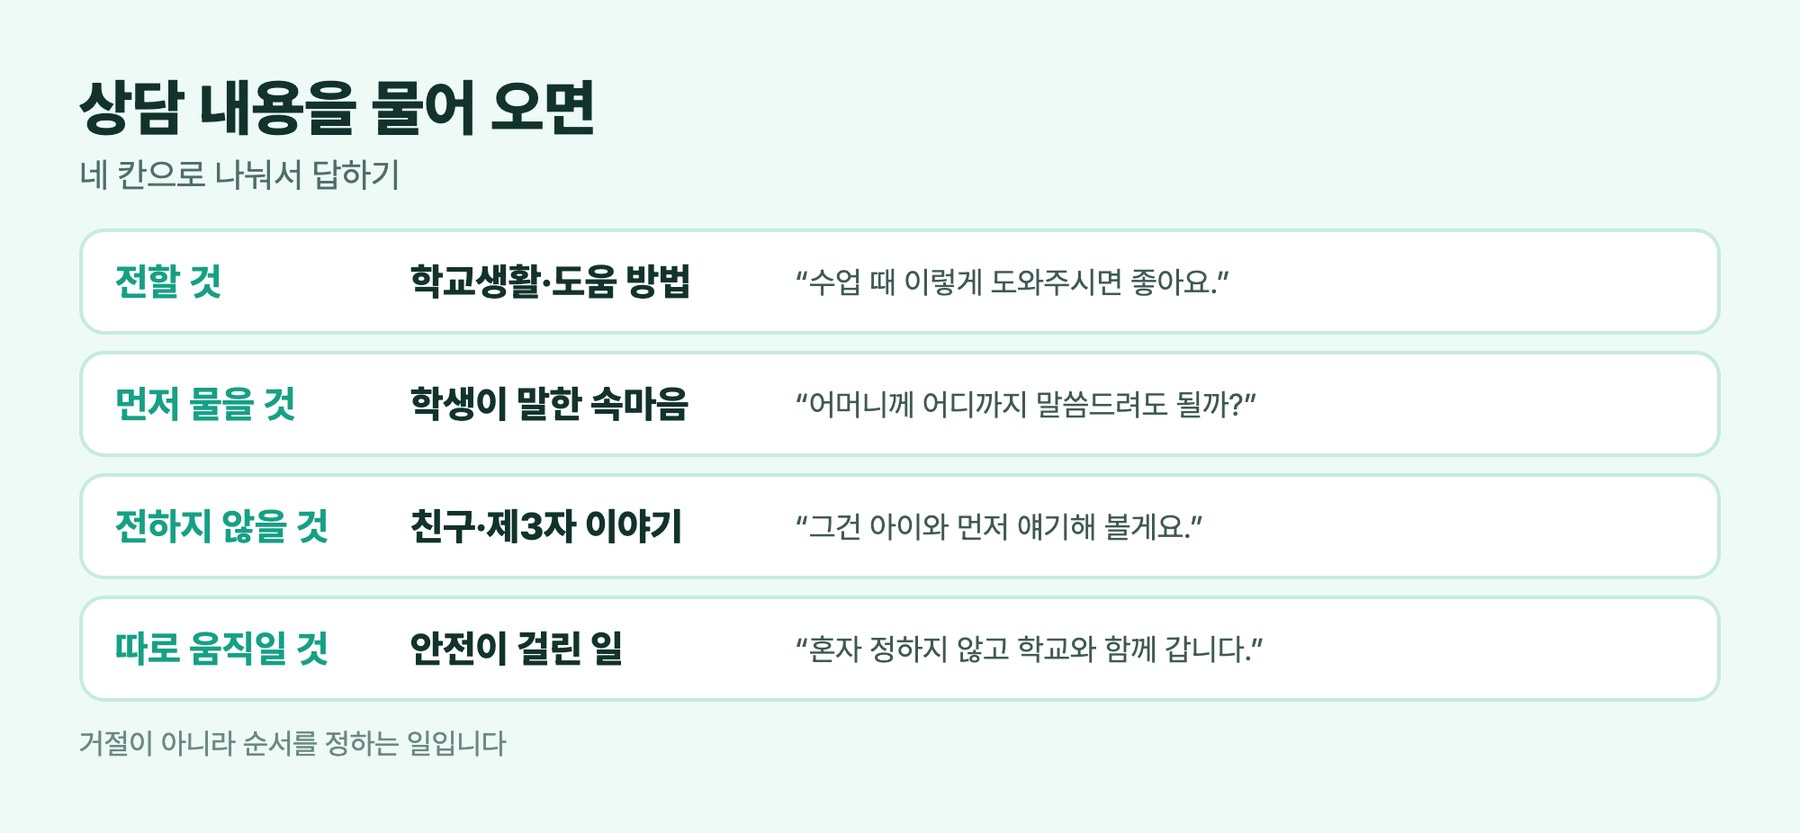 상담 내용을 물어 오면
네 칸으로 나눠서 답하기
전할 것 학교생활·도움 방법 “수업 때 이렇게 도와주시면 좋아요.”
먼저 물을 것 학생이 말한 속마음 “어머니께 어디까지 말씀드려도 될까?”
전하지 않을 것 친구·제3자 이야기 “그건 아이와 먼저 얘기해 볼게요.”
따로 움직일 것 안전이 걸린 일 “혼자 정하지 않고 학교와 함께 갑니다.”
거절이 아니라 순서를 정하는 일입니다